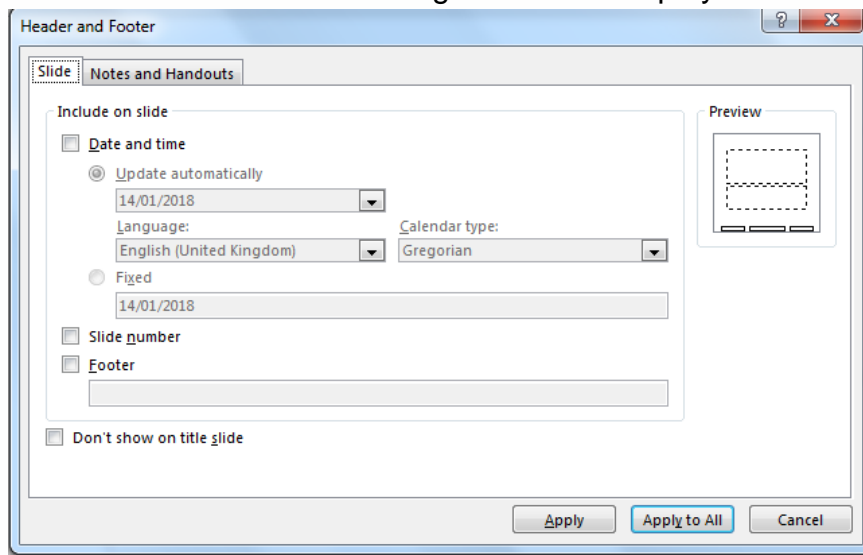 Header and Footer
Slide Notes and Handouts
Include on slide
Preview
Date and time
Update automatically
14/01/2018
Language: Calendar type:
English (United Kingdom) Gregorian
Fixed
14/01/2018
Slide number
Footer
Don't show on title slide
Apply Apply to All Cancel